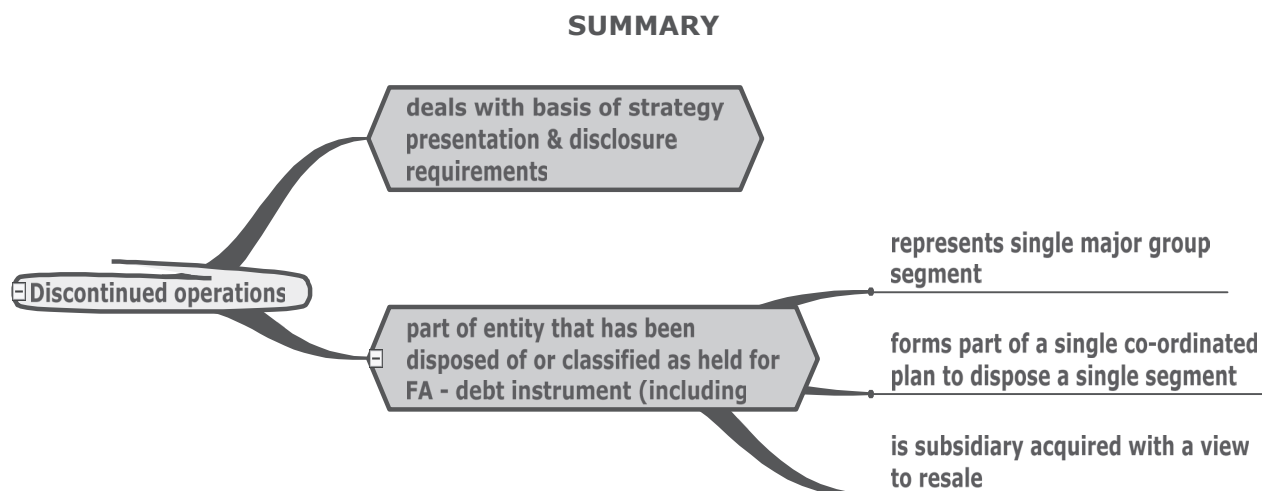 SUMMARY
deals with basis of strategy
presentation & disclosure
requirements
Discontinued operations
part of entity that has been
disposed of or classified as held for
FA - debt instrument (including
represents single major group
segment
forms part of a single co-ordinated
plan to dispose a single segment
is subsidiary acquired with a view
to resale